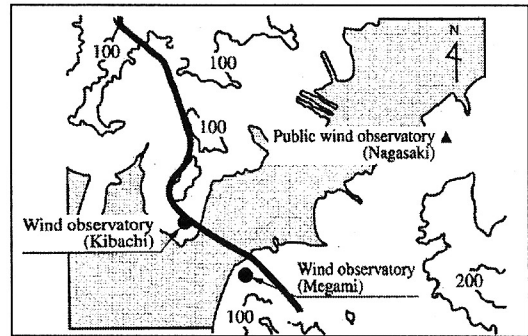 N
100
100
100
Public wind observatory ▲
(Nagasaki)
Wind observatory
(Kibachi)
Wind observatory
(Megami)
200
100